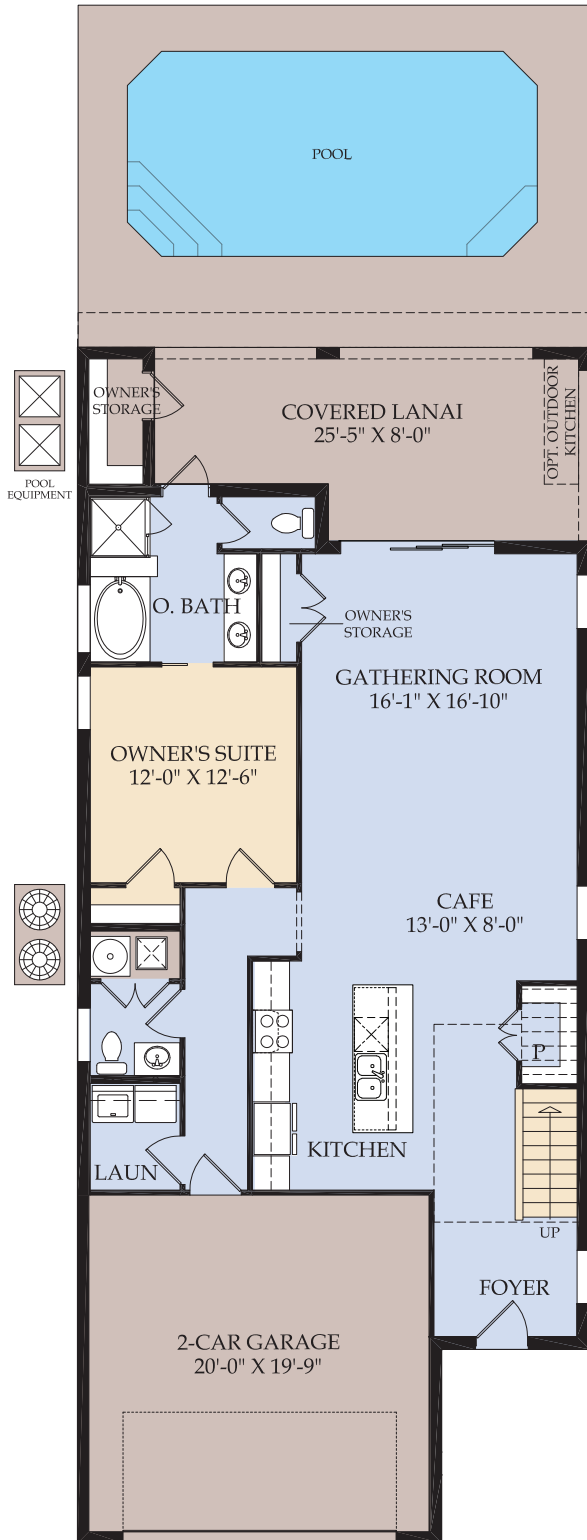 POOL
OWNER'S
STORAGE
COVERED LANAI
25'-5" X 8'-0"
OPT. OUTDOOR
KITCHEN
POOL
EQUIPMENT
O. BATH
OWNER'S
STORAGE
GATHERING ROOM
16'-1" X 16'-10"
OWNER'S SUITE
12'-0" X 12'-6"
CAFE
13'-0" X 8'-0"
P
KITCHEN
LAUN
UP
FOYER
2-CAR GARAGE
20'-0" X 19'-9"